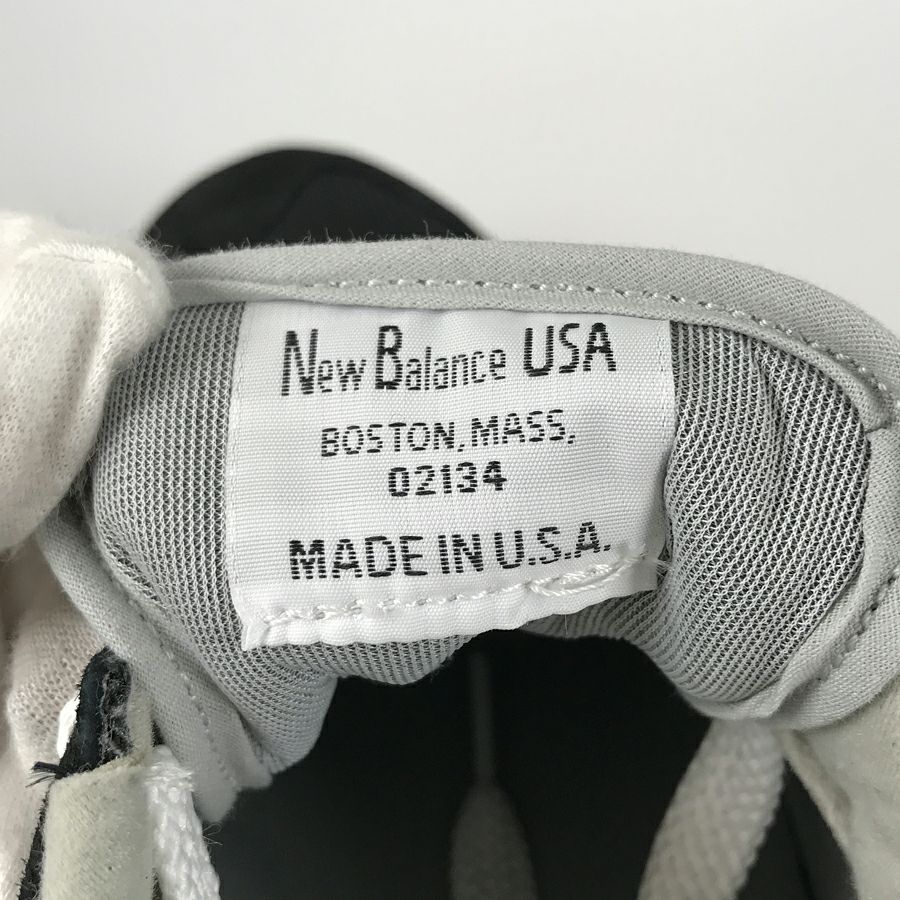 New Balance USA
BOSTON, MASS,
02134
MADE IN U.S.A.